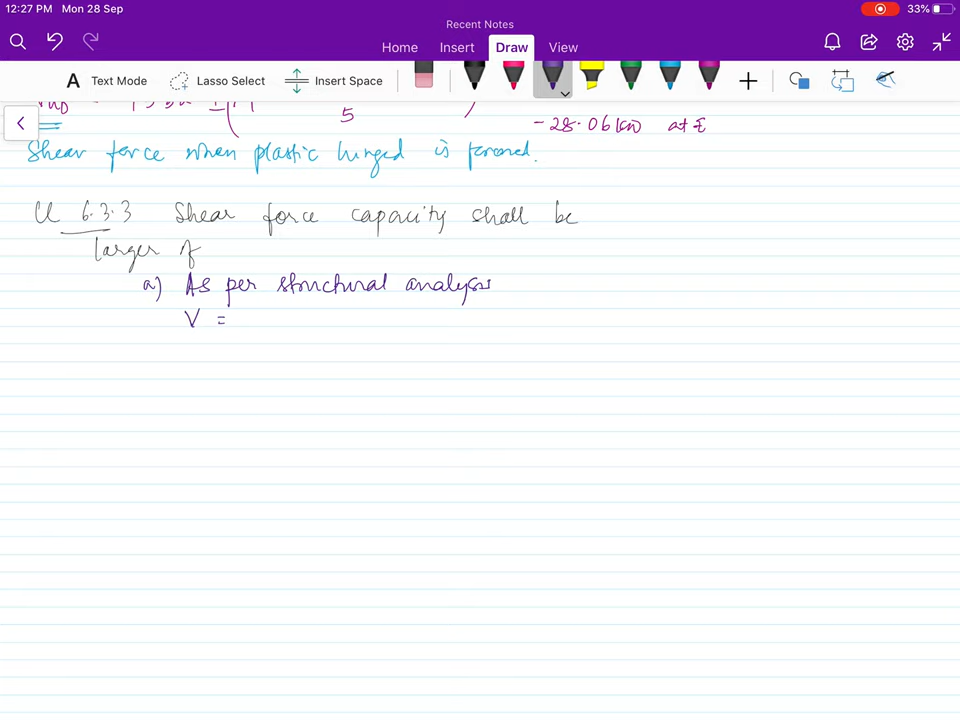 12:27 PM Mon 28 Sep
33%
Recent Notes
Home Insert Draw View
Text Mode Lasso Select Insert Space
5
-28.06 kN at E
Shear force when plastic hinged is formed.
Cl 6.3.3 Shear force capacity shall be
larger of
a) As per structural analysis
V =